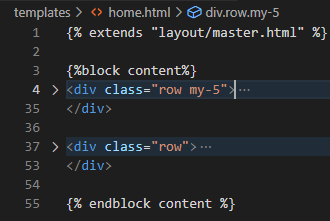 templates > home.html > div.row.my-5
1 {% extends "layout/master.html" %}
2
3 {%block content%}
4 > <div class="row my-5">…
35 </div>
36
37 > <div class="row">…
53 </div>
54
55 {% endblock content %}